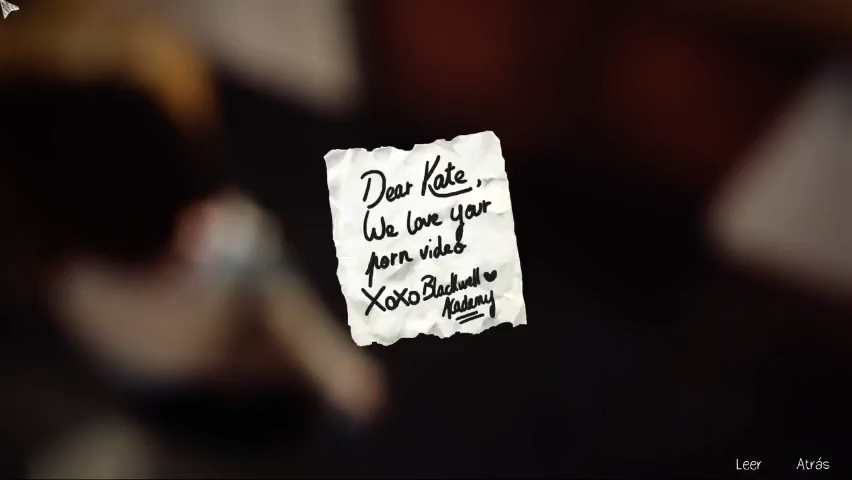 Dear Kate,
We love your
porn video
XOXO Blackwell
Academy
Leer Atrás